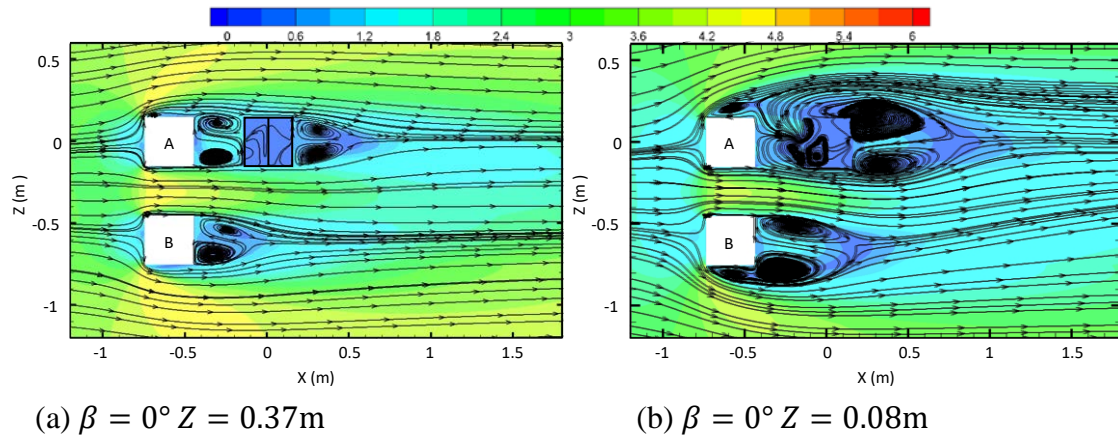 0 0.6 1.2 1.8 2.4 3 3.6 4.2 4.8 5.4 6
0.5 0 -0.5 -1
Z (m )
A
B
-1 -0.5 0 0.5 1 1.5
X (m)
0.5 0 -0.5 -1
Z (m )
A
B
-1 -0.5 0 0.5 1 1.5
X (m)
(a) 𝛽 = 0° 𝑍 = 0.37m
(b) 𝛽 = 0° 𝑍 = 0.08m